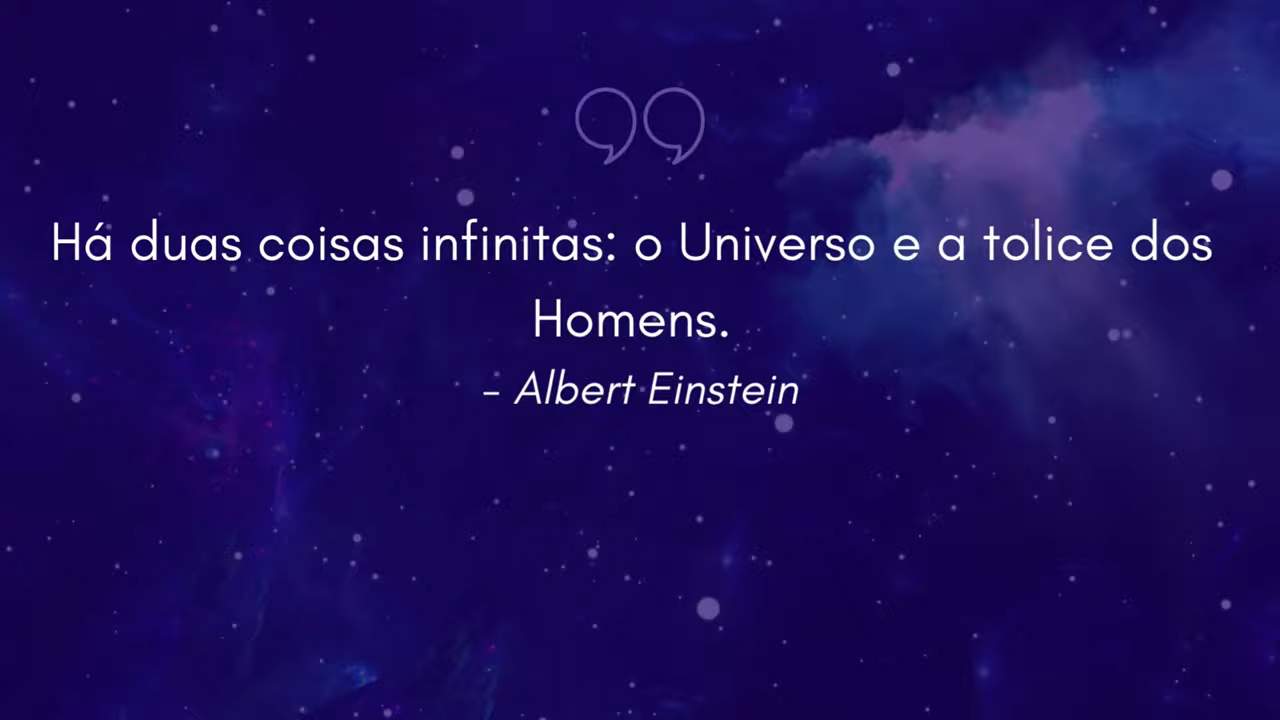 Há duas coisas infinitas: o Universo e a tolice dos
Homens.
– Albert Einstein